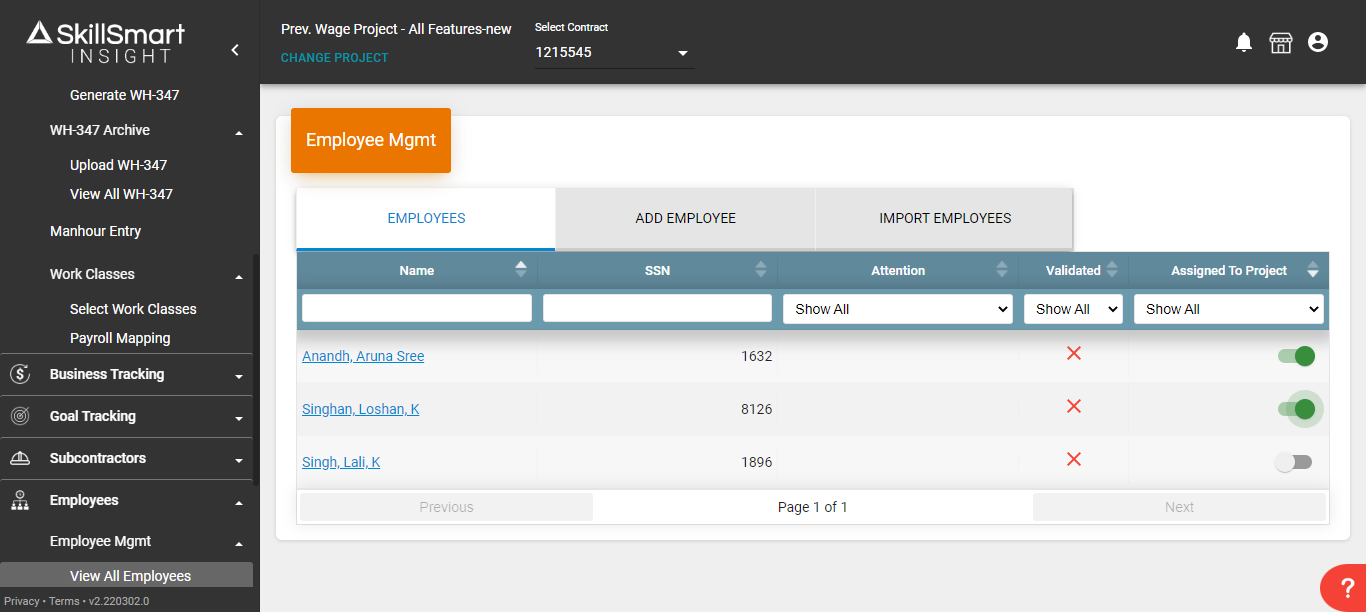 SkillSmart
INSIGHT
Generate WH-347
WH-347 Archive
Upload WH-347
View All WH-347
Manhour Entry
Work Classes
Select Work Classes
Payroll Mapping
Business Tracking
Goal Tracking
Subcontractors
Employees
Employee Mgmt
View All Employees
Privacy • Terms • v2.220302.0
Prev. Wage Project - All Features-new
CHANGE PROJECT
Select Contract
1215545
Employee Mgmt
EMPLOYEES ADD EMPLOYEE IMPORT EMPLOYEES
Name SSN Attention Validated Assigned To Project
Show All Show All Show All
Anandh, Aruna Sree 1632
Singhan, Loshan, K 8126
Singh, Lali, K 1896
Previous Page 1 of 1 Next
?